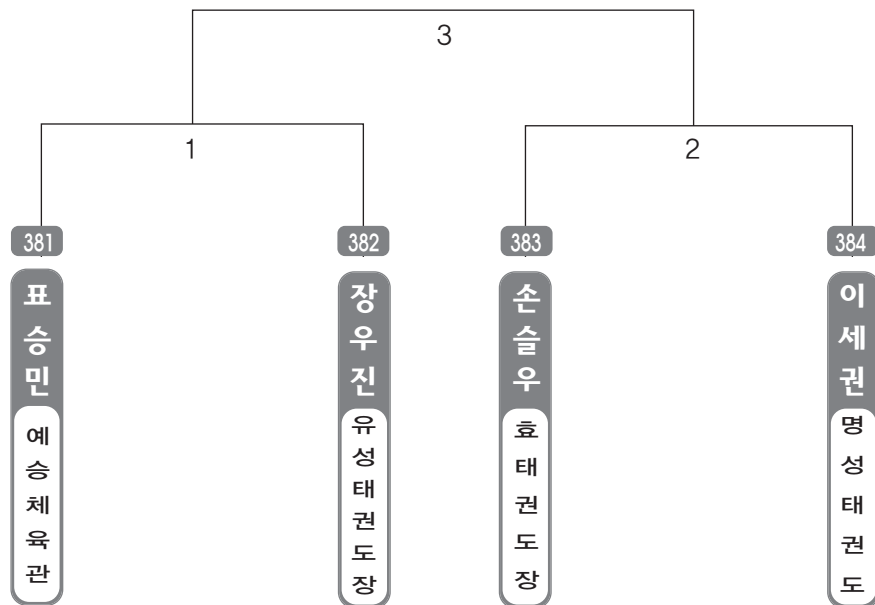 3
1
2
381
382
383
384
표승민
장우진
손슬우
이세권
예승체육관
유성태권도장
효태권도장
명성태권도